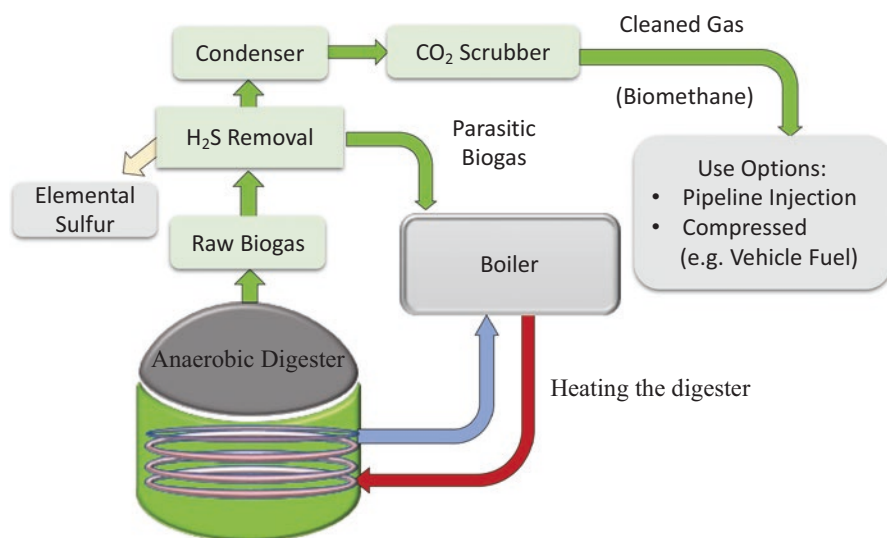 Cleaned Gas
Condenser
CO₂ Scrubber
(Biomethane)
H₂S Removal
Parasitic
Biogas
Use Options:
• Pipeline Injection
• Compressed
(e.g. Vehicle Fuel)
Elemental
Sulfur
Raw Biogas
Boiler
Anaerobic Digester
Heating the digester